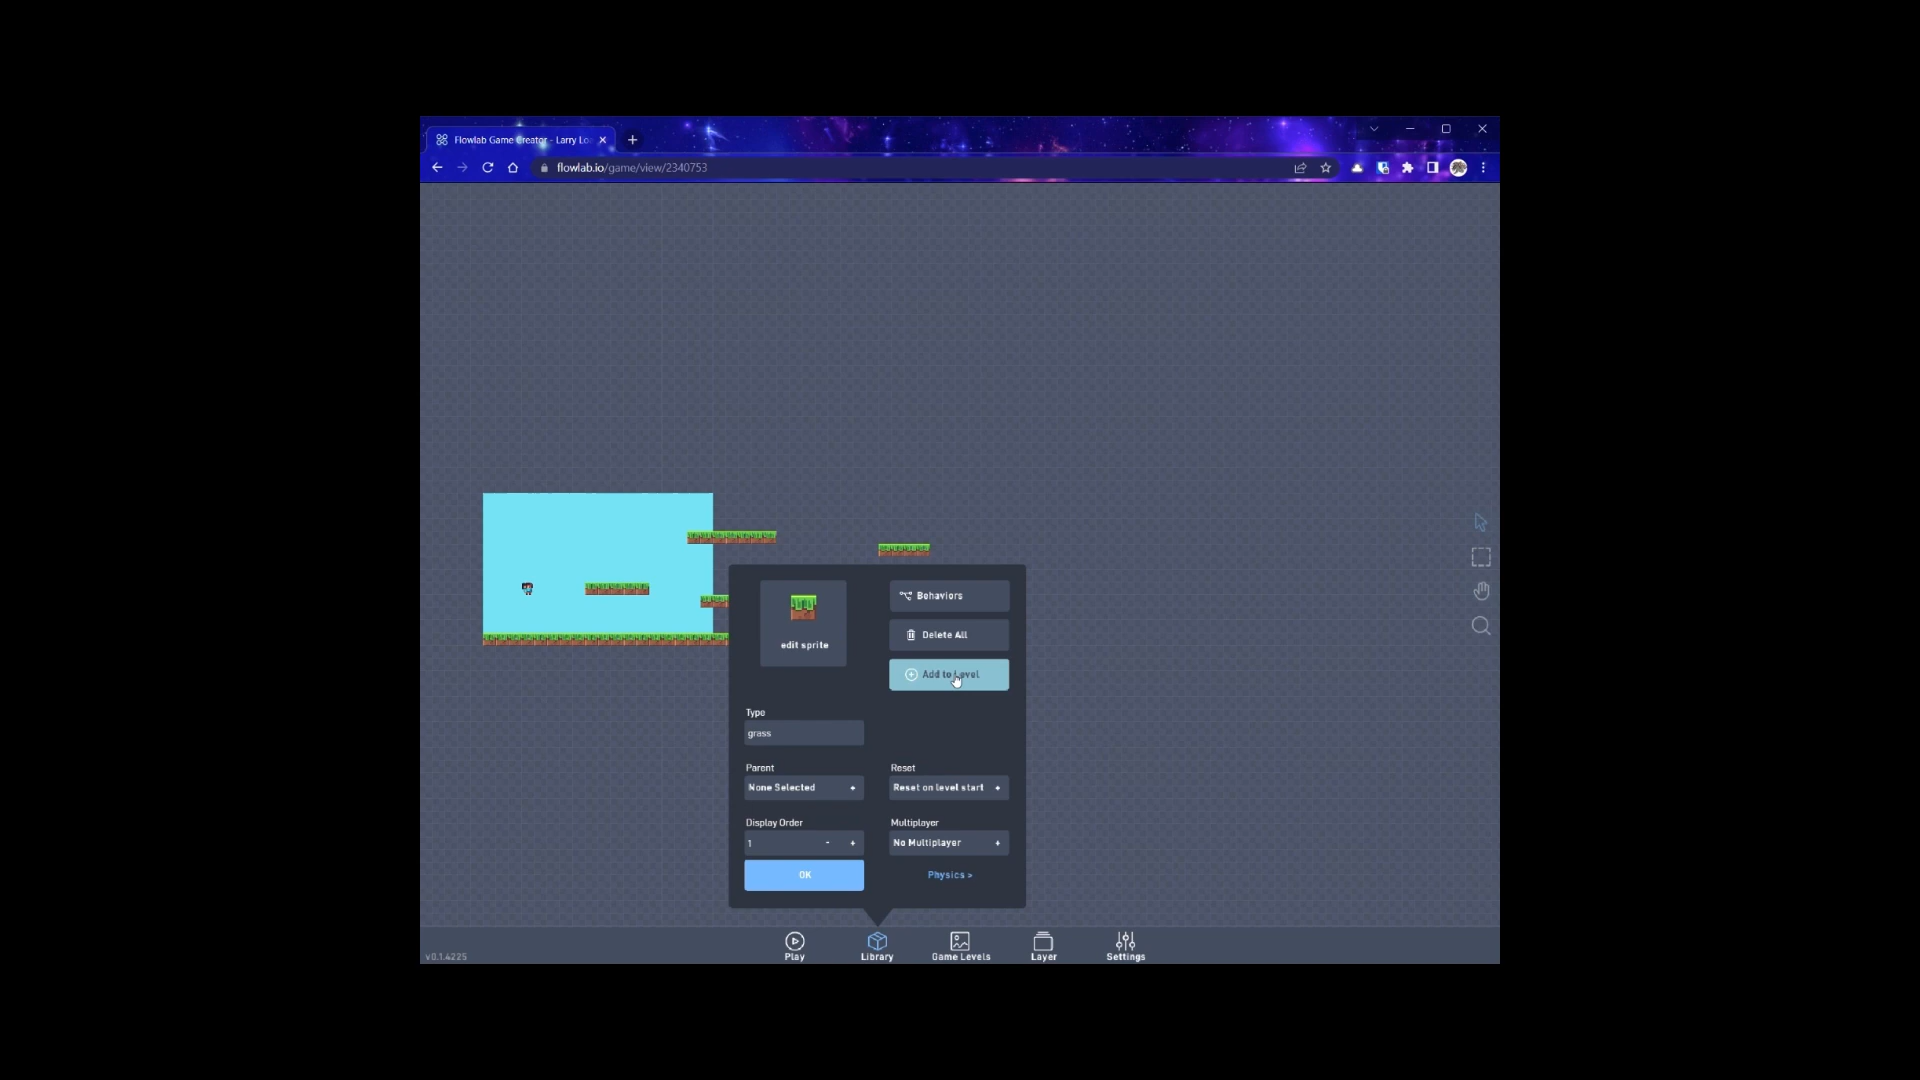 Flowlab Game Creator - Larry Lo
flowlab.io/game/view/2340753
Behaviors
Delete All
edit sprite
Add to Level
Type
grass
Parent
Reset
None Selected +
Reset on level start +
Display Order
Multiplayer
1 - +
No Multiplayer +
OK
Physics >
v0.1.4225
Play
Library
Game Levels
Layer
Settings